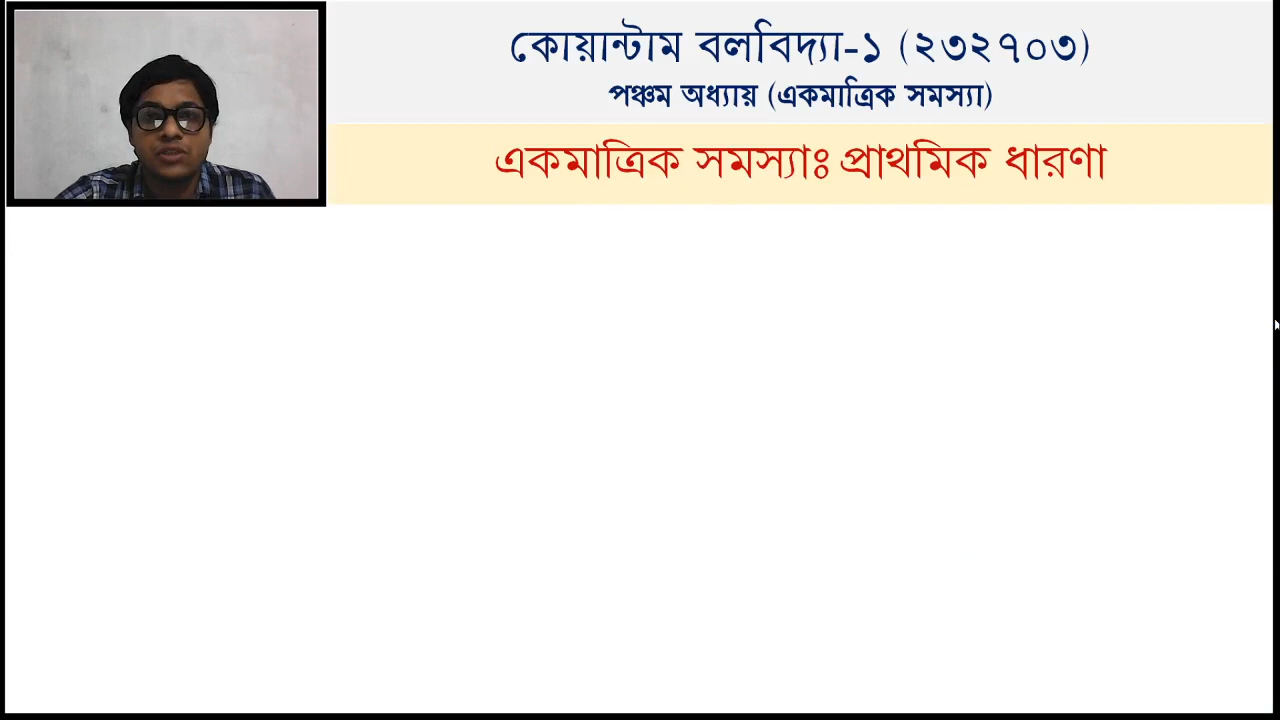 কোয়ান্টাম বলবিদ্যা-১ (২৩২৭০৩)
পঞ্চম অধ্যায় (একমাত্রিক সমস্যা)
একমাত্রিক সমস্যাঃ প্রাথমিক ধারণা